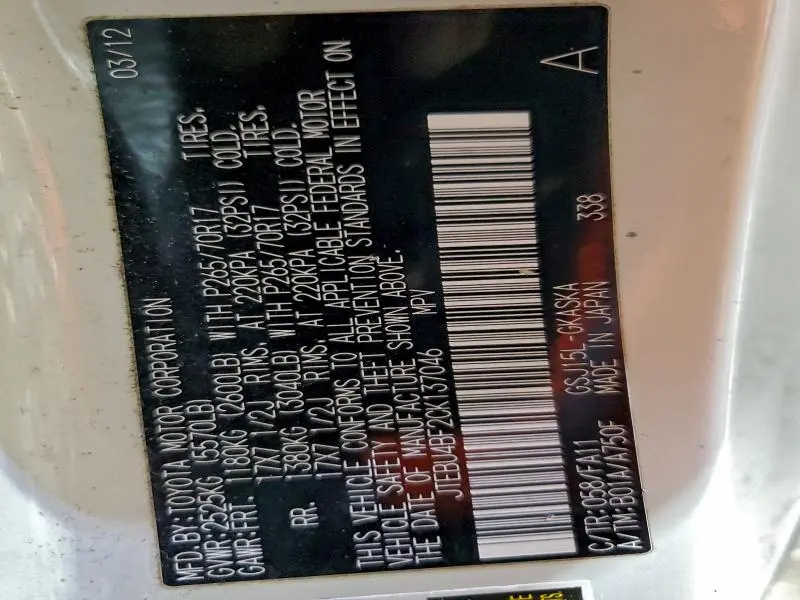 MFD. BY: TOYOTA MOTOR CORPORATION 03/12
GVWR: 2525KG (5570LB)
GAWR: FRT. 1180KG (2600LB) WITH P265/70R17 TIRES.
17X7 1/2J RIMS. AT 220KPA (32PSI) COLD.
RR. 1380KG (3040LB) WITH P265/70R17 TIRES.
17X7 1/2J RIMS. AT 220KPA (32PSI) COLD.
THIS VEHICLE CONFORMS TO ALL APPLICABLE FEDERAL MOTOR
VEHICLE SAFETY AND THEFT PREVENTION STANDARDS IN EFFECT ON
THE DATE OF MANUFACTURE SHOWN ABOVE.
JTEBU4BF2CK137046 MPV
A
C/TR: 058/FA11 GSJ15L-GKASKA
A/TM: B01A/A750F MADE IN JAPAN 338